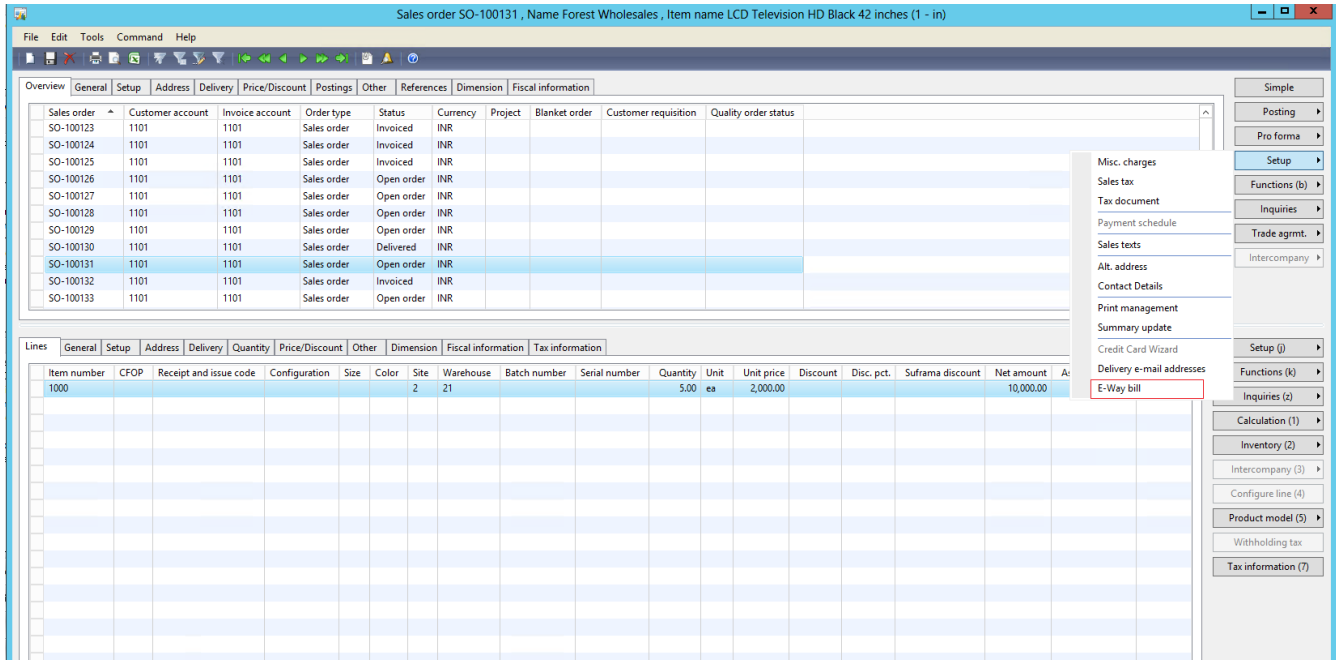 Sales order SO-100131 , Name Forest Wholesales , Item name LCD Television HD Black 42 inches (1 - in)
File Edit Tools Command Help
Overview General Setup Address Delivery Price/Discount Postings Other References Dimension Fiscal information
Sales order Customer account Invoice account Order type Status Currency Project Blanket order Customer requisition Quality order status
SO-100123 1101 1101 Sales order Invoiced INR
SO-100124 1101 1101 Sales order Invoiced INR
SO-100125 1101 1101 Sales order Invoiced INR
SO-100126 1101 1101 Sales order Open order INR
SO-100127 1101 1101 Sales order Open order INR
SO-100128 1101 1101 Sales order Open order INR
SO-100129 1101 1101 Sales order Open order INR
SO-100130 1101 1101 Sales order Delivered INR
SO-100131 1101 1101 Sales order Open order INR
SO-100132 1101 1101 Sales order Invoiced INR
SO-100133 1101 1101 Sales order Open order INR
Simple
Posting
Pro forma
Setup
Functions (b)
Inquiries
Trade agrmt.
Intercompany
Misc. charges
Sales tax
Tax document
Payment schedule
Sales texts
Alt. address
Contact Details
Print management
Summary update
Credit Card Wizard
Delivery e-mail addresses
E-Way bill
Lines General Setup Address Delivery Quantity Price/Discount Other Dimension Fiscal information Tax information
Item number CFOP Receipt and issue code Configuration Size Color Site Warehouse Batch number Serial number Quantity Unit Unit price Discount Disc. pct. Suframa discount Net amount
1000 2 21 5.00 ea 2,000.00 10,000.00
Setup (j)
Functions (k)
Inquiries (z)
Calculation (1)
Inventory (2)
Intercompany (3)
Configure line (4)
Product model (5)
Withholding tax
Tax information (7)